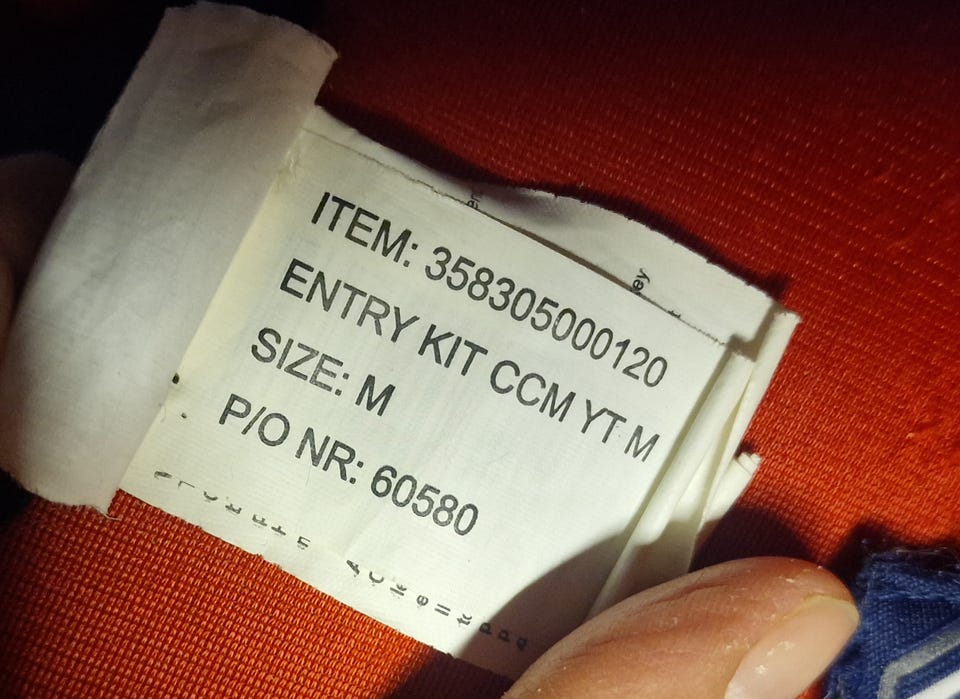 ITEM: 358305000120
ENTRY KIT CCM YT M
SIZE: M
P/O NR: 60580